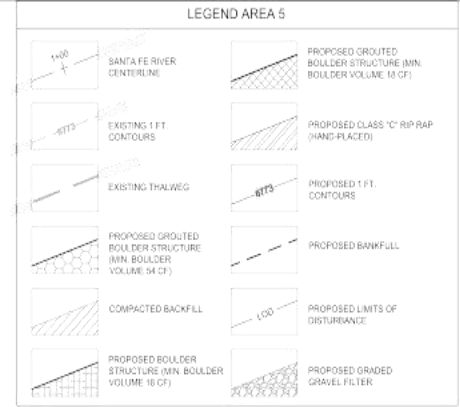 LEGEND AREA 5
1+00
SANTA FE RIVER
CENTERLINE
6773
EXISTING 1 FT.
CONTOURS
EXISTING THALWEG
PROPOSED GROUTED
BOULDER STRUCTURE
(MIN. BOULDER
VOLUME 54 CF)
COMPACTED BACKFILL
PROPOSED BOULDER
STRUCTURE (MIN. BOULDER
VOLUME 16 CF)
PROPOSED GROUTED
BOULDER STRUCTURE (MIN.
BOULDER VOLUME 18 CF)
PROPOSED CLASS "C" RIP RAP
(HAND-PLACED)
6773
PROPOSED 1 FT.
CONTOURS
PROPOSED BANKFULL
LOD
PROPOSED LIMITS OF
DISTURBANCE
PROPOSED GRADED
GRAVEL FILTER